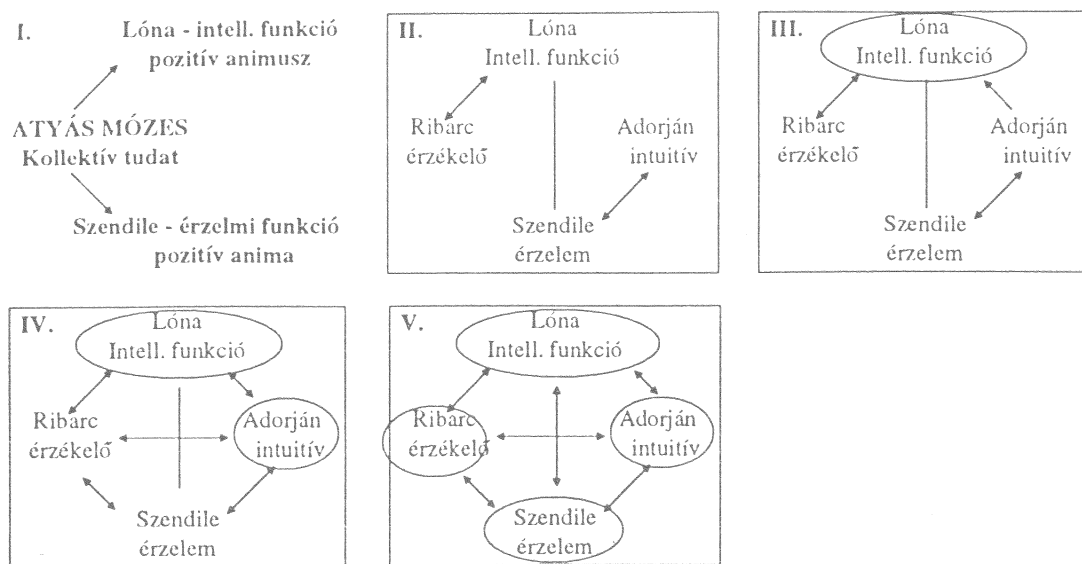 I.
Lóna - intell. funkció
pozitív animusz
ATYÁS MÓZES
Kollektív tudat
Szendile - érzelmi funkció
pozitív anima
II.
Lóna
Intell. funkció
Ribarc
érzékelő
Adorján
intuitív
Szendile
érzelem
III.
Lóna
Intell. funkció
Ribarc
érzékelő
Adorján
intuitív
Szendile
érzelem
IV.
Lóna
Intell. funkció
Ribarc
érzékelő
Adorján
intuitív
Szendile
érzelem
V.
Lóna
Intell. funkció
Ribarc
érzékelő
Adorján
intuitív
Szendile
érzelem